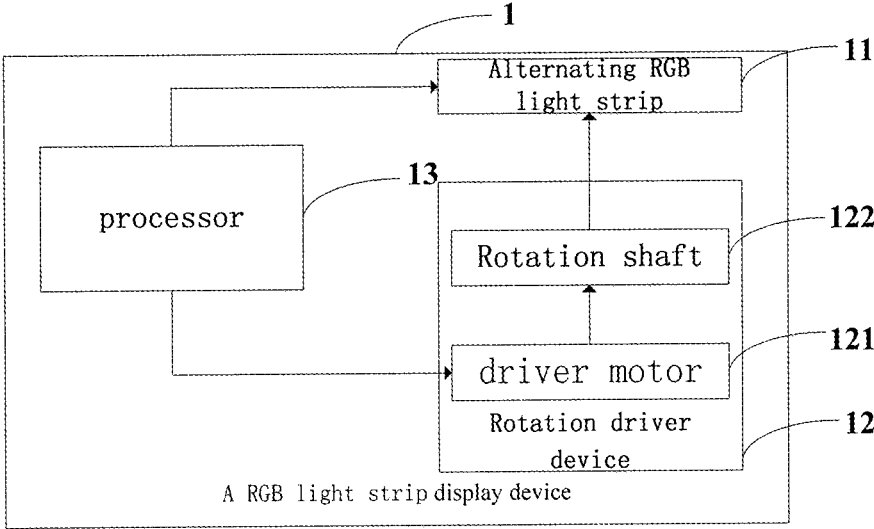 1
Alternating RGB
light strip
11
processor
13
Rotation shaft
122
driver motor
121
Rotation driver
device
12
A RGB light strip display device